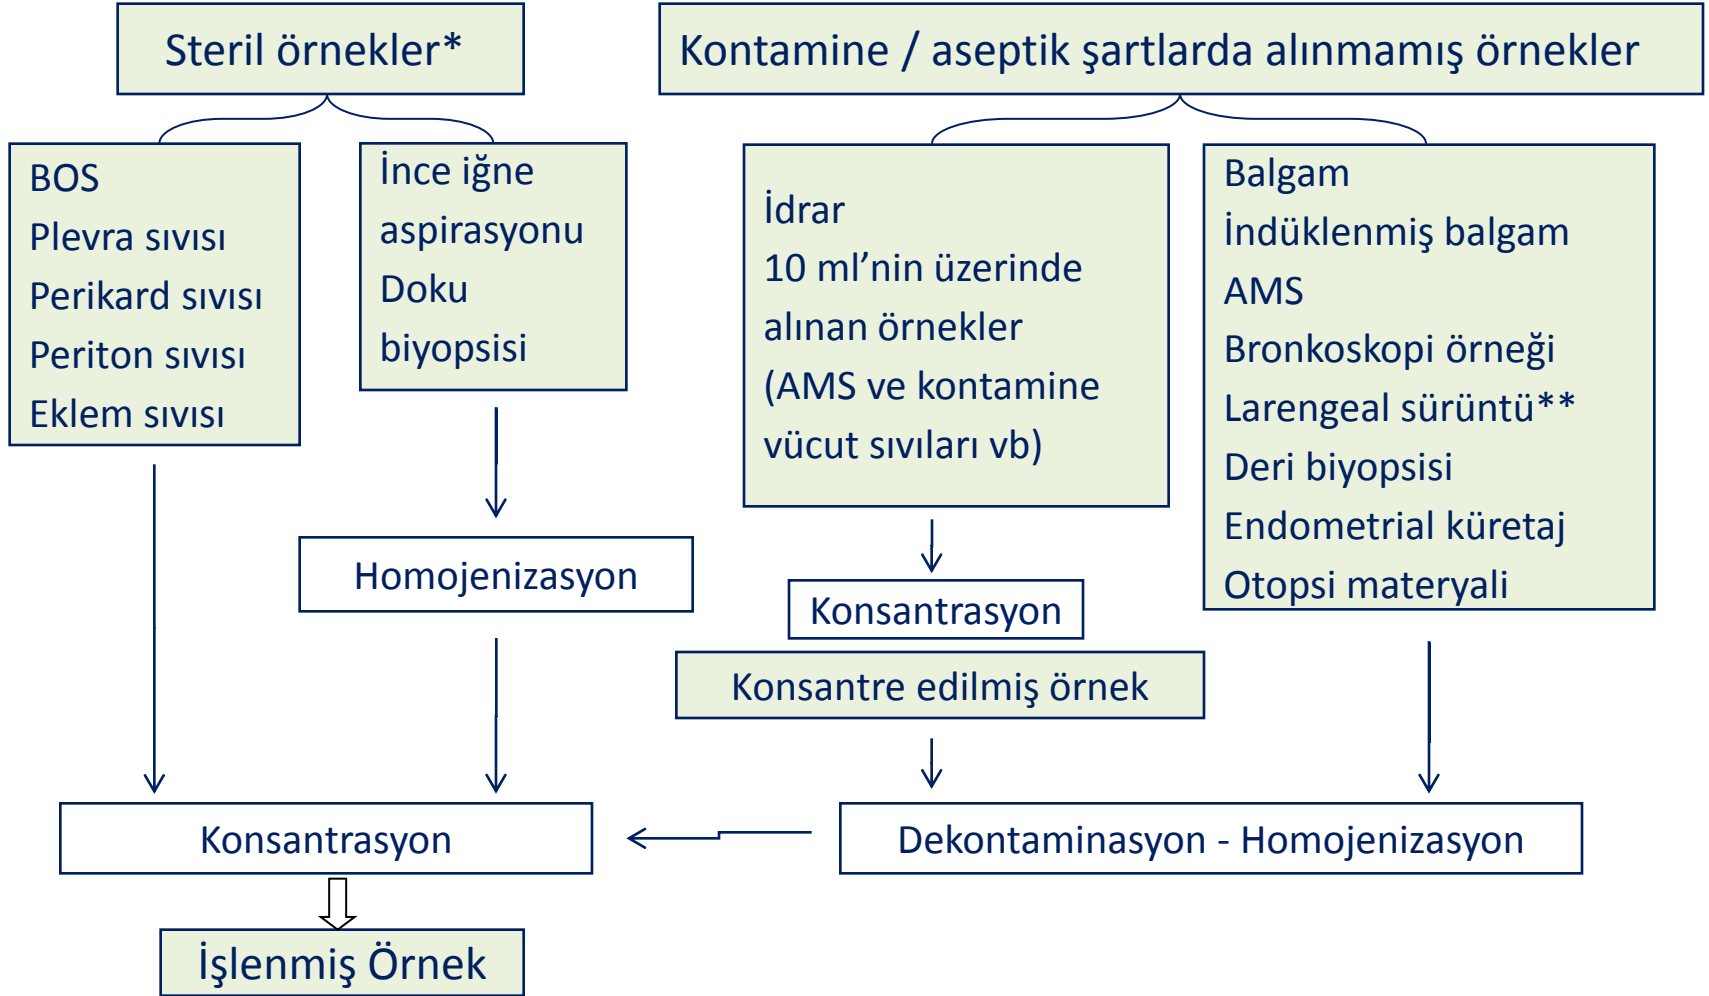 Steril örnekler*
Kontamine / aseptik şartlarda alınmamış örnekler
BOS
Plevra sıvısı
Perikard sıvısı
Periton sıvısı
Eklem sıvısı
İnce iğne
aspirasyonu
Doku
biyopsisi
İdrar
10 ml’nin üzerinde
alınan örnekler
(AMS ve kontamine
vücut sıvıları vb)
Balgam
İndüklenmiş balgam
AMS
Bronkoskopi örneği
Larengeal sürüntü**
Deri biyopsisi
Endometrial küretaj
Otopsi materyali
Homojenizasyon
Konsantrasyon
Konsantre edilmiş örnek
Konsantrasyon
Dekontaminasyon - Homojenizasyon
İşlenmiş Örnek